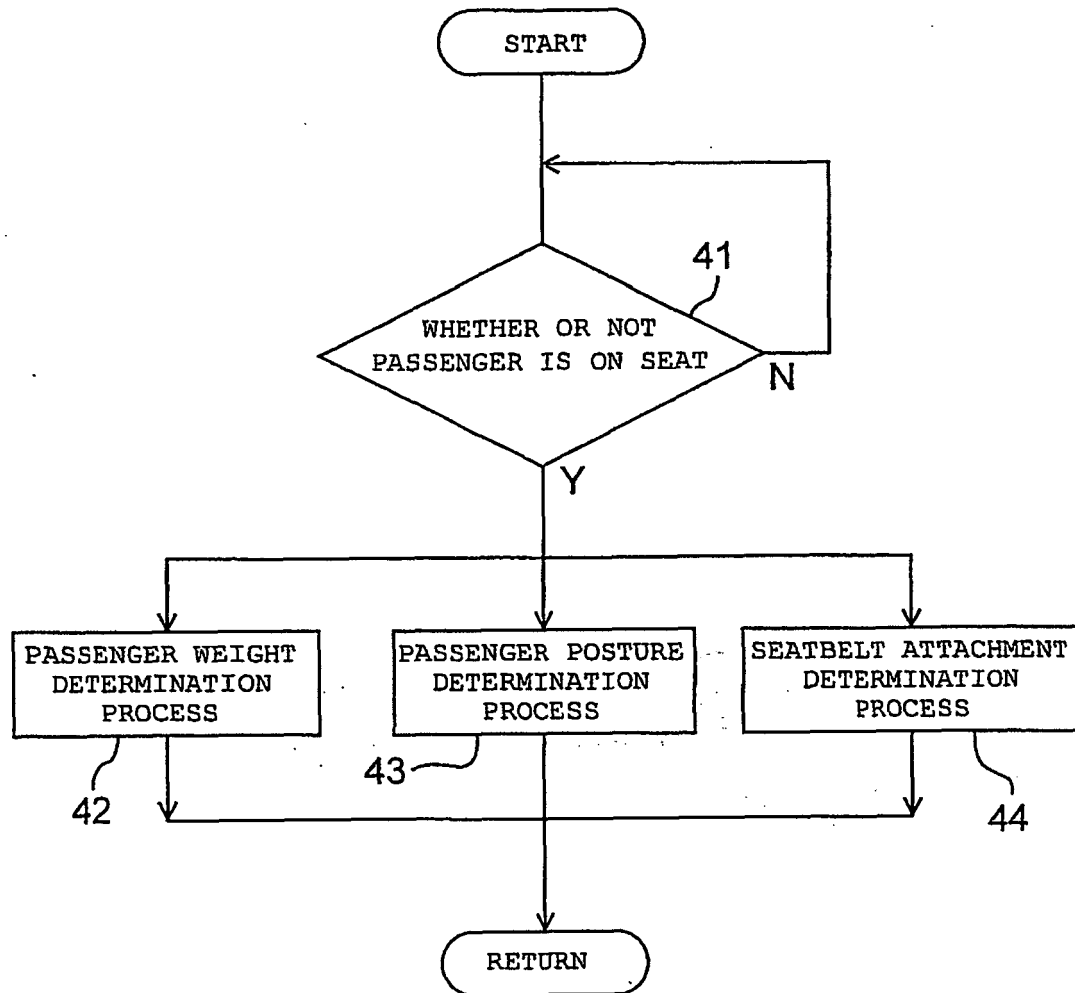 START
41
WHETHER OR NOT
PASSENGER IS ON SEAT
N
Y
PASSENGER WEIGHT
DETERMINATION
PROCESS
42
PASSENGER POSTURE
DETERMINATION
PROCESS
43
SEATBELT ATTACHMENT
DETERMINATION
PROCESS
44
RETURN